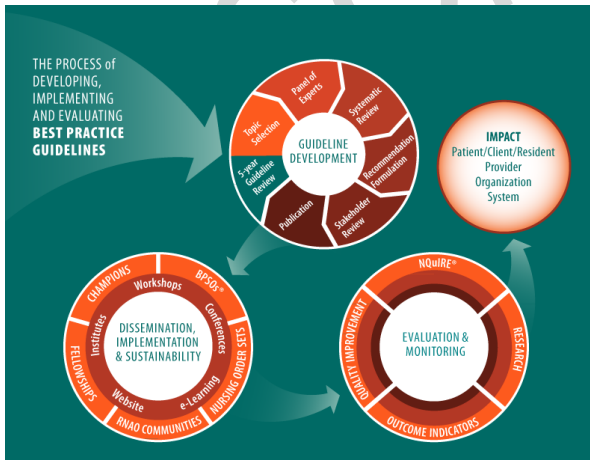 THE PROCESS of
DEVELOPING,
IMPLEMENTING
AND EVALUATING
BEST PRACTICE
GUIDELINES
Topic
Selection
Panel of
Experts
Systematic
Review
Recommendation
Formulation
Stakeholder
Review
Publication
5-year
Guideline
Review
GUIDELINE
DEVELOPMENT
IMPACT
Patient/Client/Resident
Provider
Organization
System
CHAMPIONS
BPSOs®
NURSING ORDER SETS
RNAO COMMUNITIES
FELLOWSHIPS
Workshops
Conferences
e-Learning
Website
Institutes
DISSEMINATION,
IMPLEMENTATION
& SUSTAINABILITY
NQuIRE®
RESEARCH
OUTCOME INDICATORS
QUALITY IMPROVEMENT
EVALUATION &
MONITORING